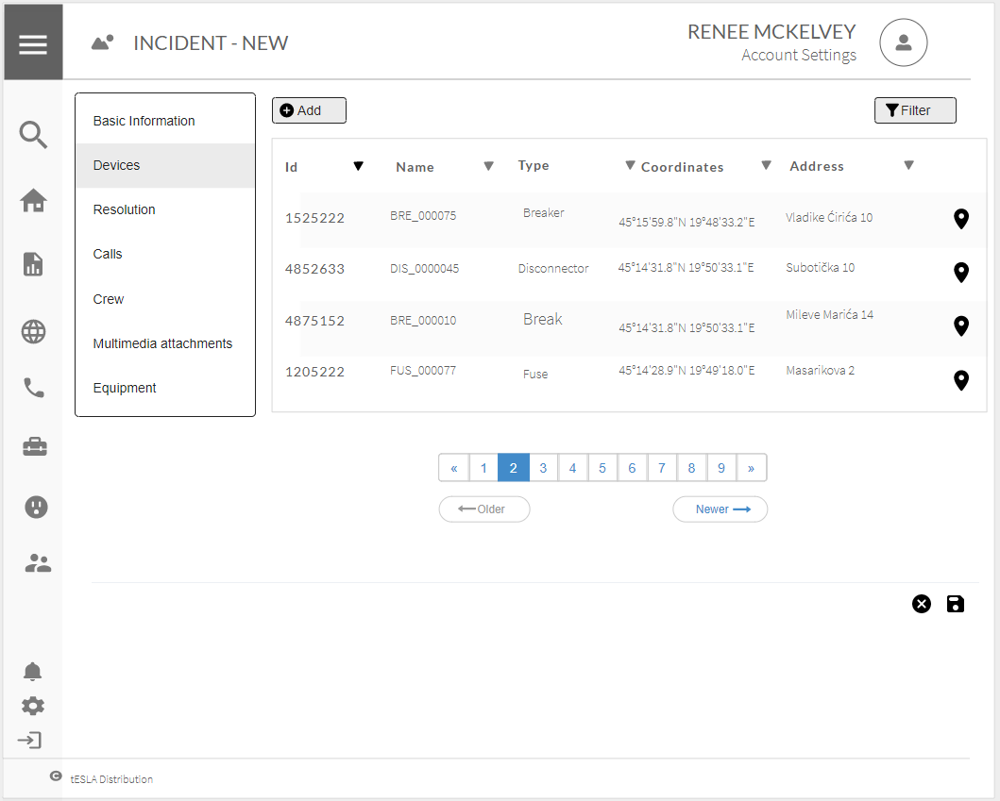 INCIDENT - NEW
RENEE MCKELVEY
Account Settings
Basic Information
Devices
Resolution
Calls
Crew
Multimedia attachments
Equipment
Add
Filter
Id Name Type Coordinates Address
1525222 BRE_000075 Breaker 45°15'59.8"N 19°48'33.2"E Vladike Ćirića 10
4852633 DIS_0000045 Disconnector 45°14'31.8"N 19°50'33.1"E Subotička 10
4875152 BRE_000010 Break 45°14'31.8"N 19°50'33.1"E Mileve Marića 14
1205222 FUS_000077 Fuse 45°14'28.9"N 19°49'18.0"E Masarikova 2
« 1 2 3 4 5 6 7 8 9 »
Older Newer
tESLA Distribution